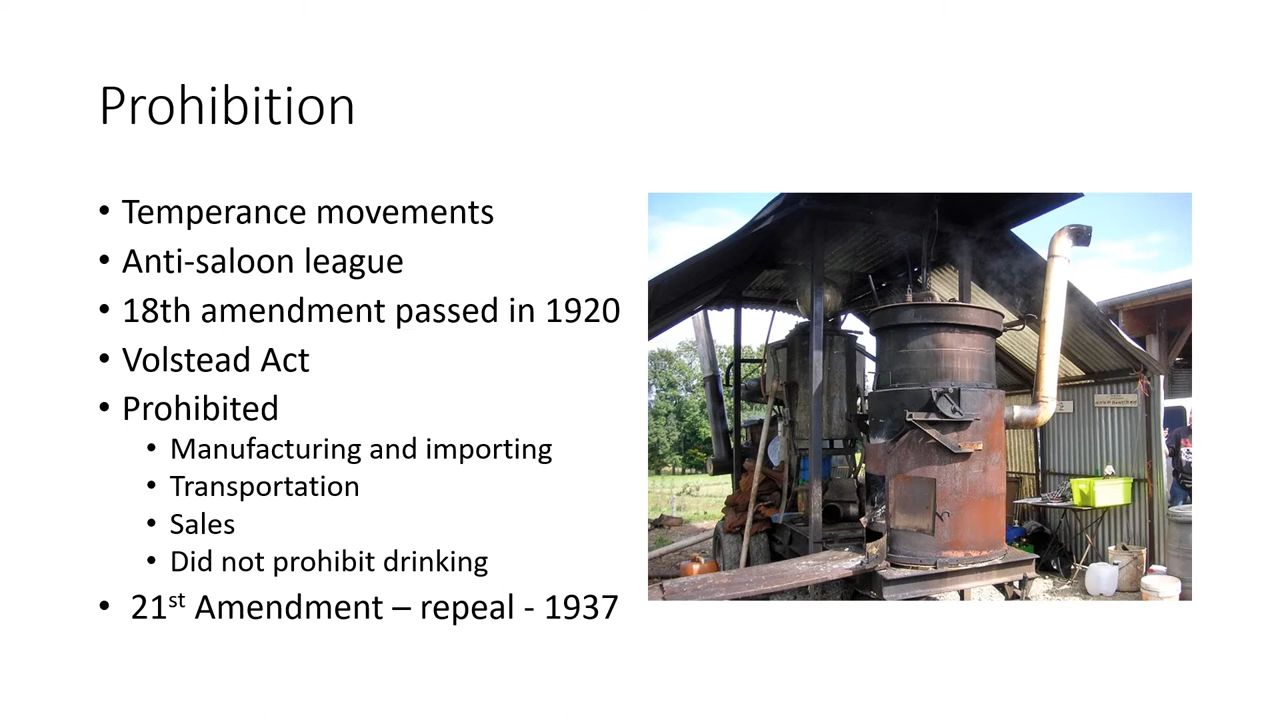 Prohibition
• Temperance movements
• Anti-saloon league
• 18th amendment passed in 1920
• Volstead Act
• Prohibited
• Manufacturing and importing
• Transportation
• Sales
• Did not prohibit drinking
• 21st Amendment – repeal - 1937